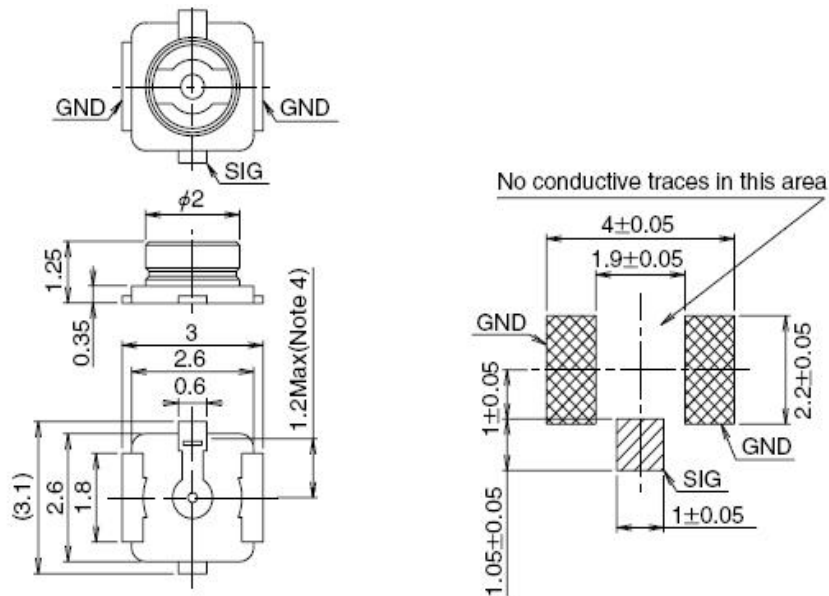 GND
GND
SIG
ϕ2
1.25
0.35
3
2.6
0.6
1.2Max(Note 4)
(3.1)
2.6
1.8
No conductive traces in this area
4±0.05
1.9±0.05
GND
2.2±0.05
1±0.05
GND
SIG
1±0.05
1.05±0.05